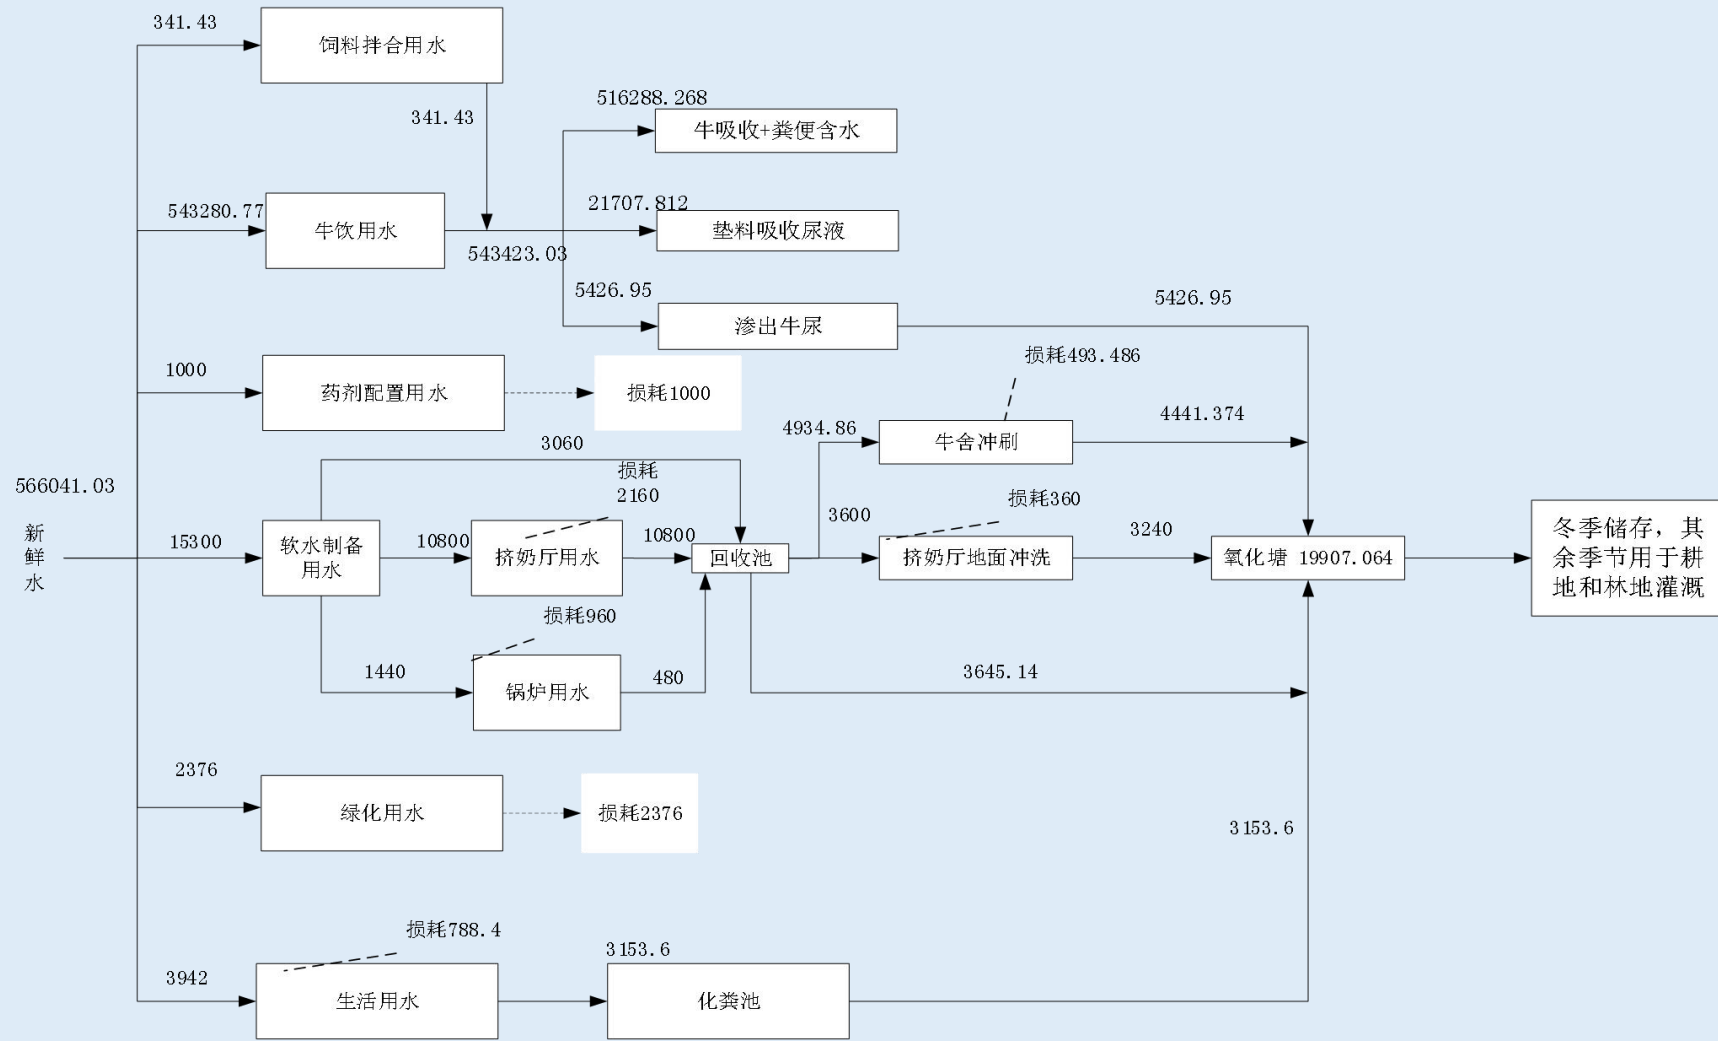 341.43
饲料拌合用水
341.43
516288.268
牛吸收+粪便含水
543280.77
牛饮用水
543423.03
21707.812
垫料吸收尿液
5426.95
渗出牛尿
5426.95
1000
药剂配置用水
损耗1000
损耗493.486
4934.86
牛舍冲刷
4441.374
3060
损耗
2160
566041.03
新
鲜
水
15300
软水制备
用水
10800
挤奶厅用水
10800
回收池
3600
损耗360
挤奶厅地面冲洗
3240
氧化塘 19907.064
冬季储存，其
余季节用于耕
地和林地灌溉
损耗960
1440
锅炉用水
480
3645.14
2376
绿化用水
损耗2376
3153.6
损耗788.4
3942
生活用水
3153.6
化粪池